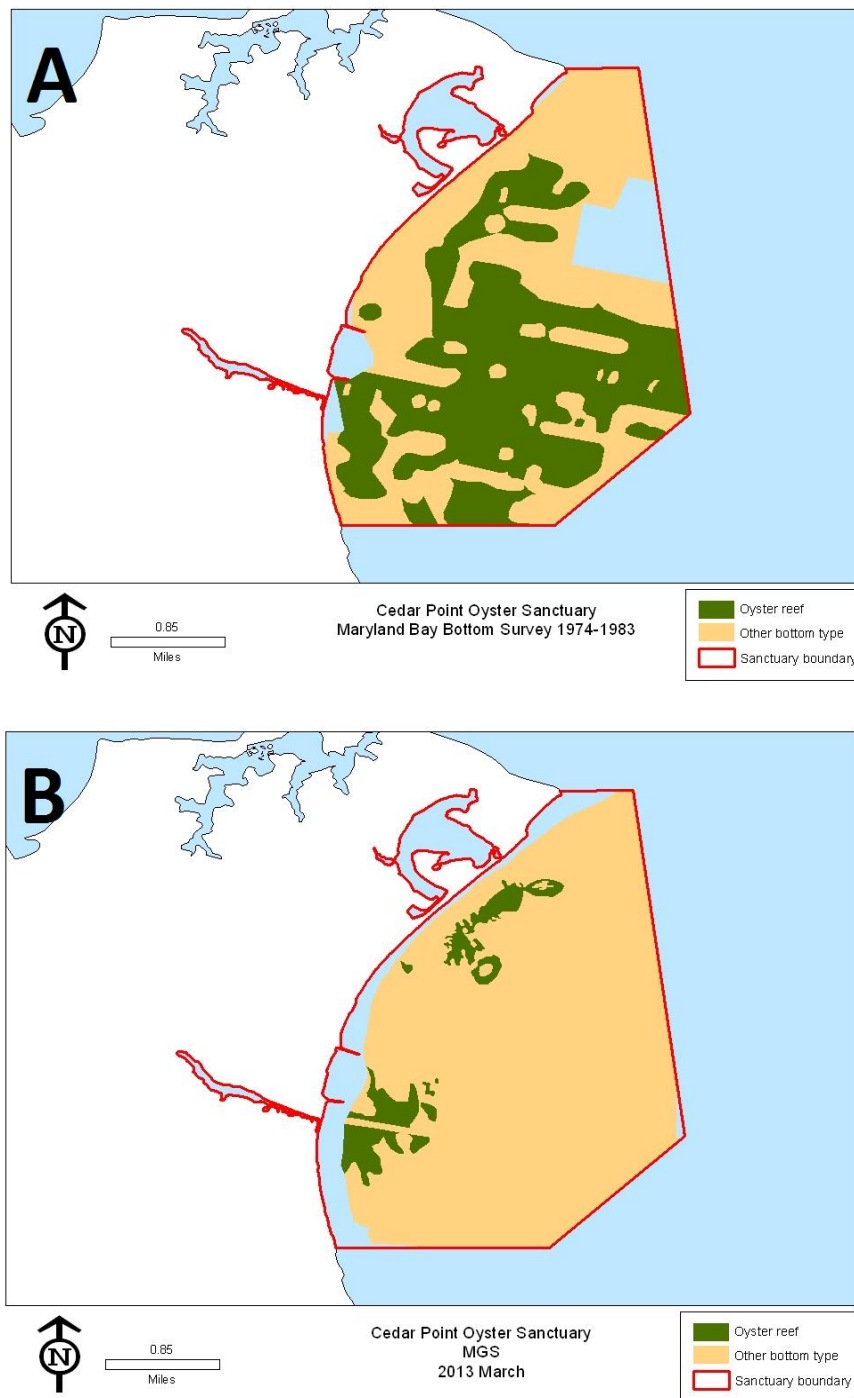 A
N
0.85
Miles
Cedar Point Oyster Sanctuary
Maryland Bay Bottom Survey 1974-1983
Oyster reef
Other bottom type
Sanctuary boundary
B
N
0.85
Miles
Cedar Point Oyster Sanctuary
MGS
2013 March
Oyster reef
Other bottom type
Sanctuary boundary